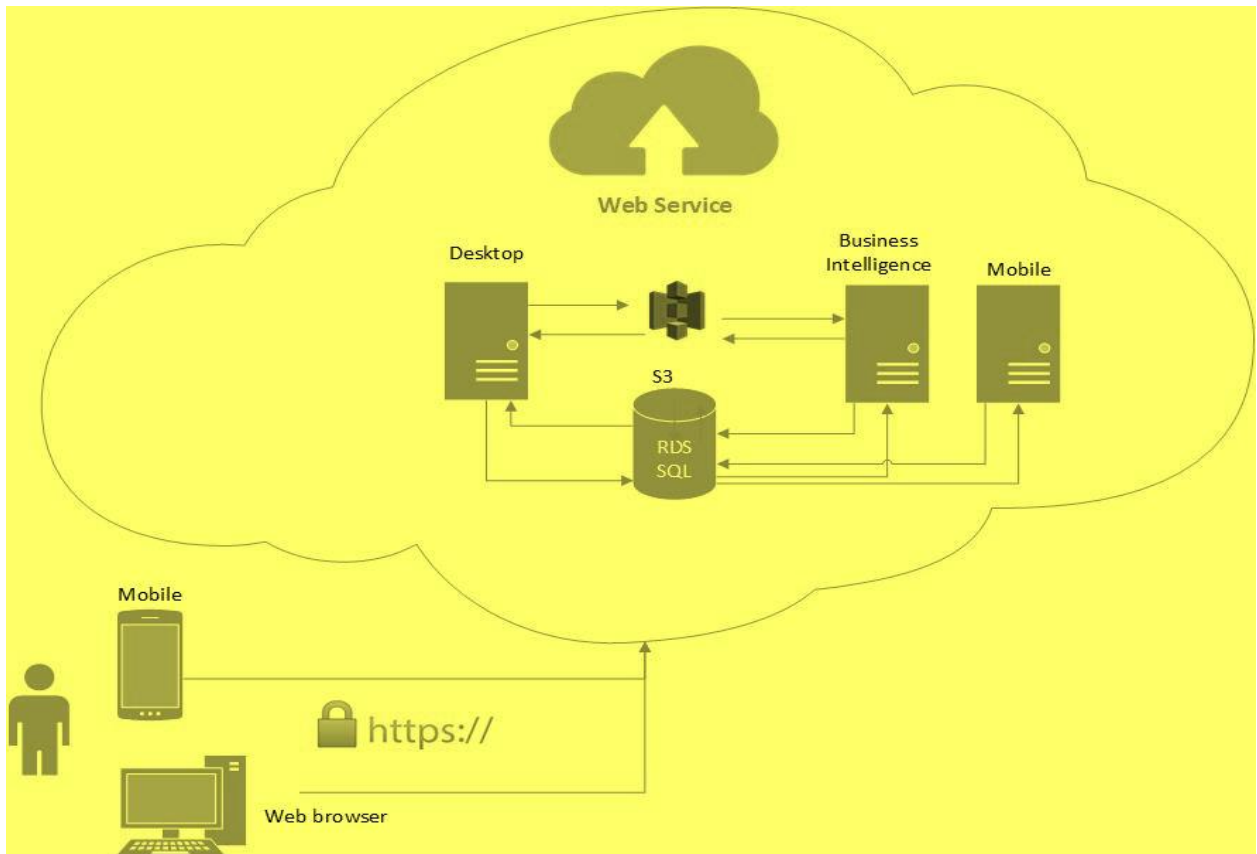 Web Service
Desktop
Business
Intelligence
Mobile
S3
RDS
SQL
Mobile
https://
Web browser